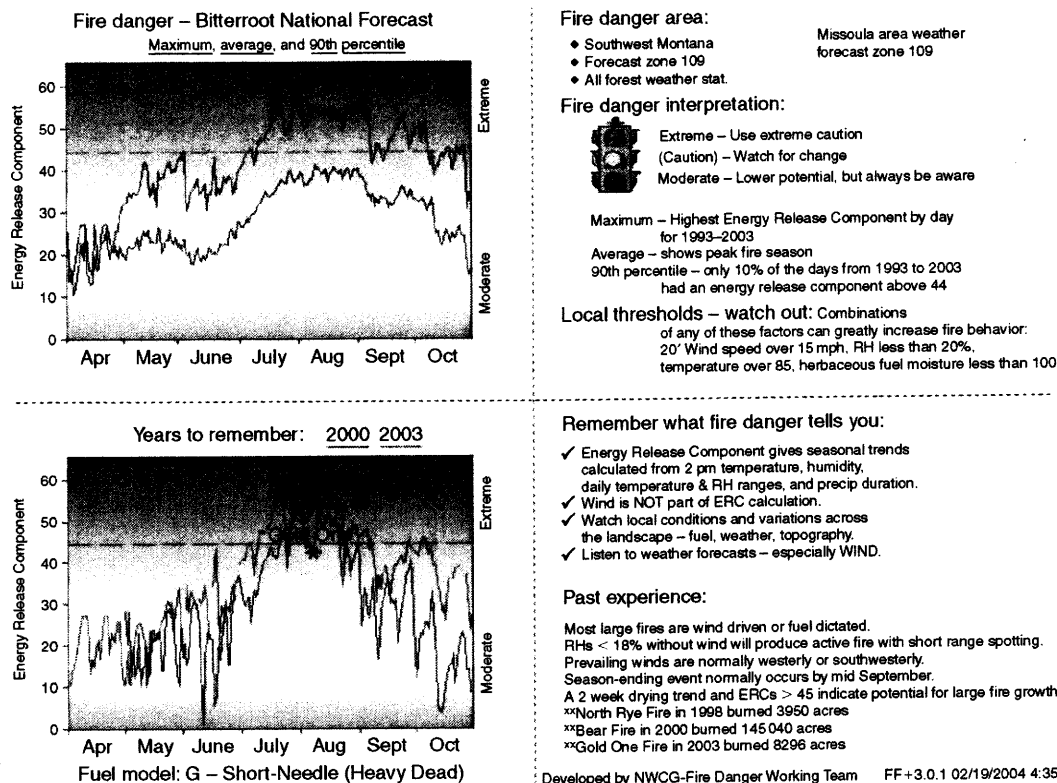 Fire danger – Bitterroot National Forecast
Maximum, average, and 90th percentile
Energy Release Component
60
50
40
30
20
10
0
Extreme
Moderate
Apr May June July Aug Sept Oct
Fire danger area:
◆ Southwest Montana
◆ Forecast zone 109
◆ All forest weather stat.
Missoula area weather
forecast zone 109
Fire danger interpretation:
Extreme – Use extreme caution
(Caution) – Watch for change
Moderate – Lower potential, but always be aware
Maximum – Highest Energy Release Component by day
for 1993–2003
Average – shows peak fire season
90th percentile – only 10% of the days from 1993 to 2003
had an energy release component above 44
Local thresholds – watch out: Combinations
of any of these factors can greatly increase fire behavior:
20' Wind speed over 15 mph, RH less than 20%,
temperature over 85, herbaceous fuel moisture less than 100
Years to remember: 2000 2003
Energy Release Component
60
50
40
30
20
10
0
Extreme
Moderate
Apr May June July Aug Sept Oct
Fuel model: G – Short-Needle (Heavy Dead)
Remember what fire danger tells you:
✓ Energy Release Component gives seasonal trends
calculated from 2 pm temperature, humidity,
daily temperature & RH ranges, and precip duration.
✓ Wind is NOT part of ERC calculation.
✓ Watch local conditions and variations across
the landscape – fuel, weather, topography.
✓ Listen to weather forecasts – especially WIND.
Past experience:
Most large fires are wind driven or fuel dictated.
RHs < 18% without wind will produce active fire with short range spotting.
Prevailing winds are normally westerly or southwesterly.
Season-ending event normally occurs by mid September.
A 2 week drying trend and ERCs > 45 indicate potential for large fire growth
xxNorth Rye Fire in 1998 burned 3950 acres
xxBear Fire in 2000 burned 145 040 acres
xxGold One Fire in 2003 burned 8296 acres
Developed by NWCG-Fire Danger Working Team FF+3.0.1 02/19/2004 4:35